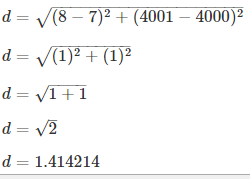 d = √(8 − 7)² + (4001 − 4000)²
d = √(1)² + (1)²
d = √1 + 1
d = √2
d = 1.414214